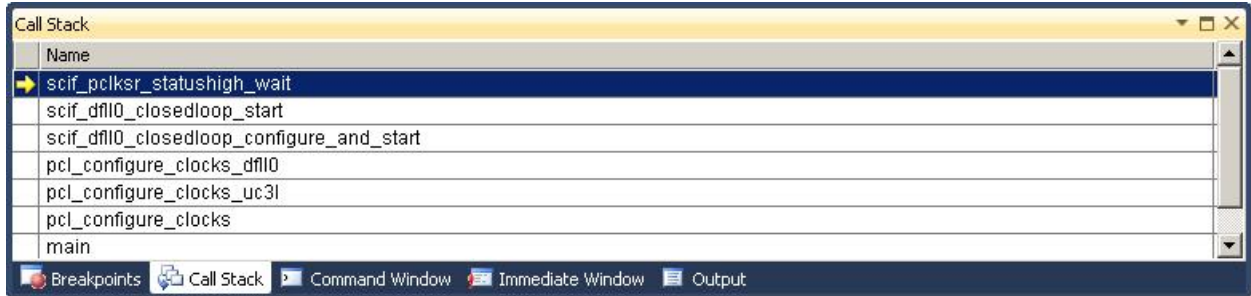 Call Stack
Name
scif_pclksr_statushigh_wait
scif_dfll0_closedloop_start
scif_dfll0_closedloop_configure_and_start
pcl_configure_clocks_dfll0
pcl_configure_clocks_uc3l
pcl_configure_clocks
main
Breakpoints Call Stack Command Window Immediate Window Output